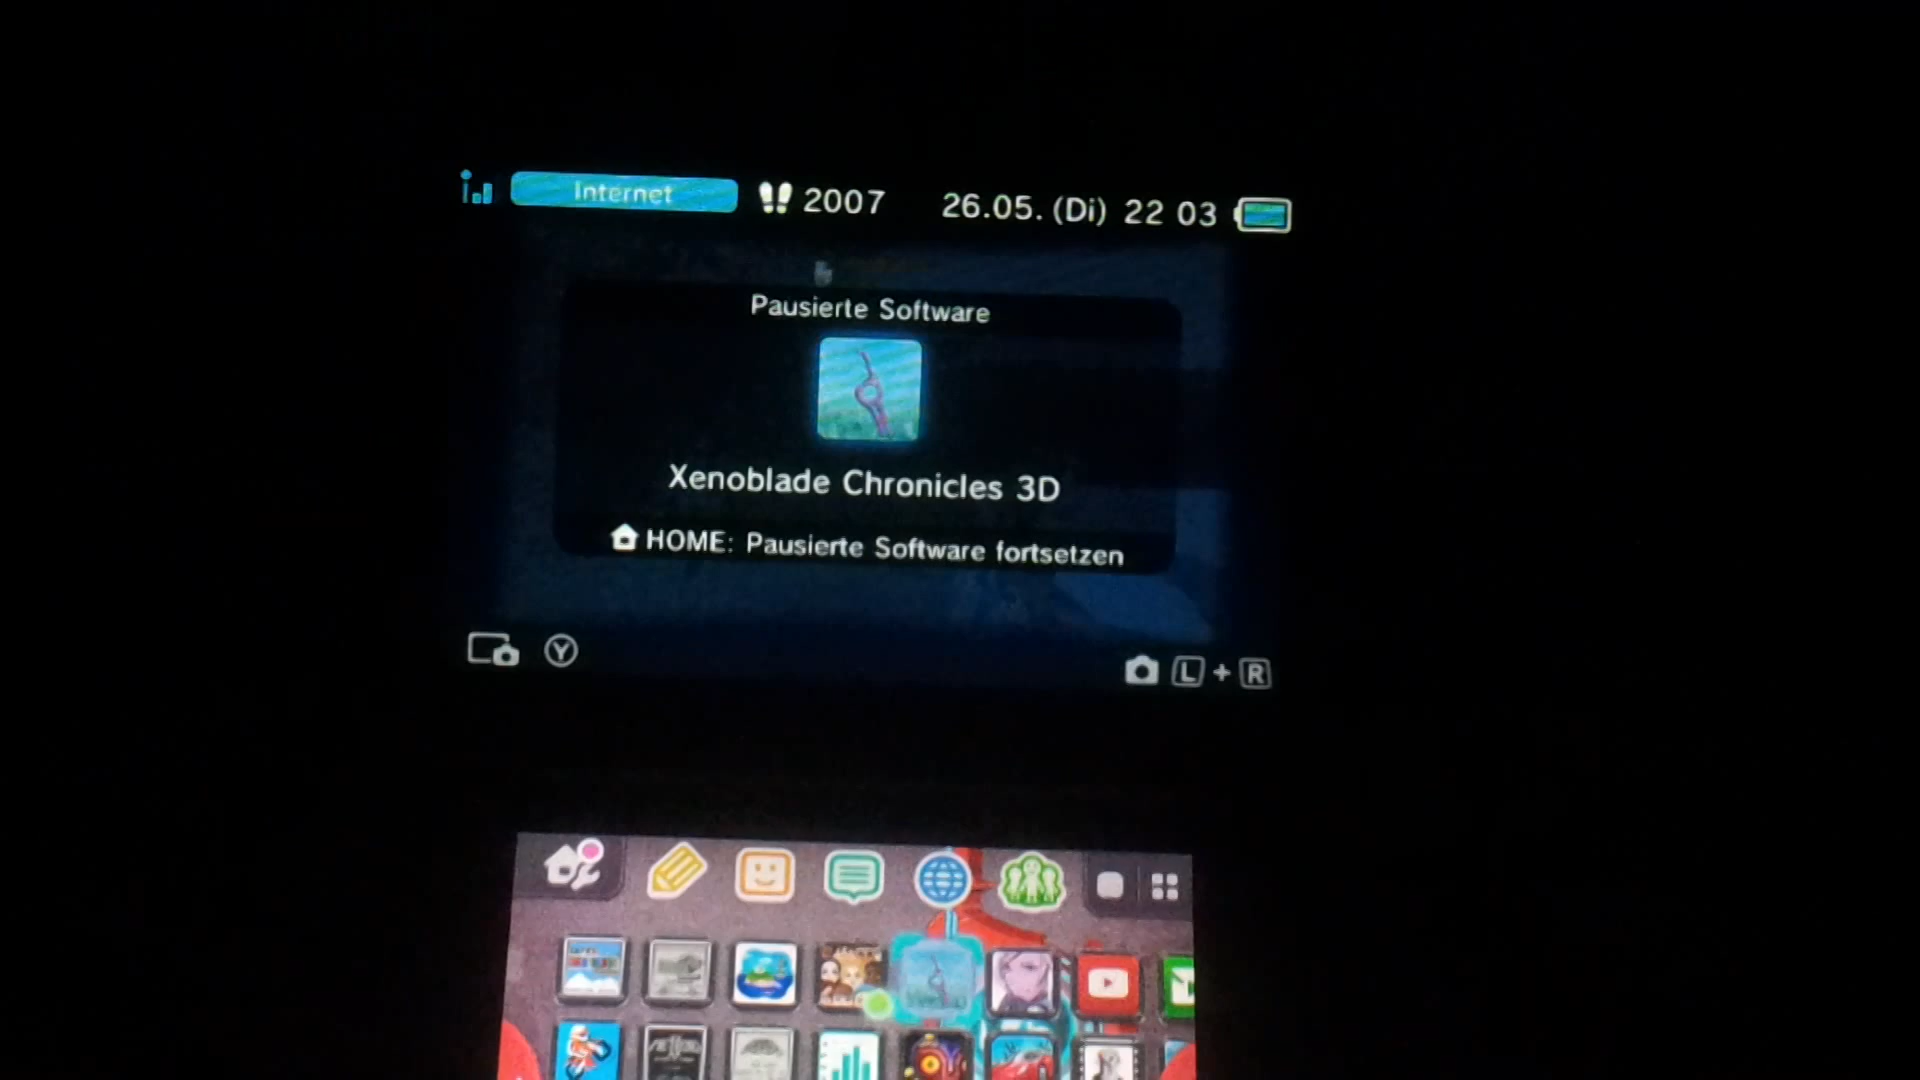 Internet 2007 26.05. (Di) 22 03
Pausierte Software
Xenoblade Chronicles 3D
HOME: Pausierte Software fortsetzen
Y L + R